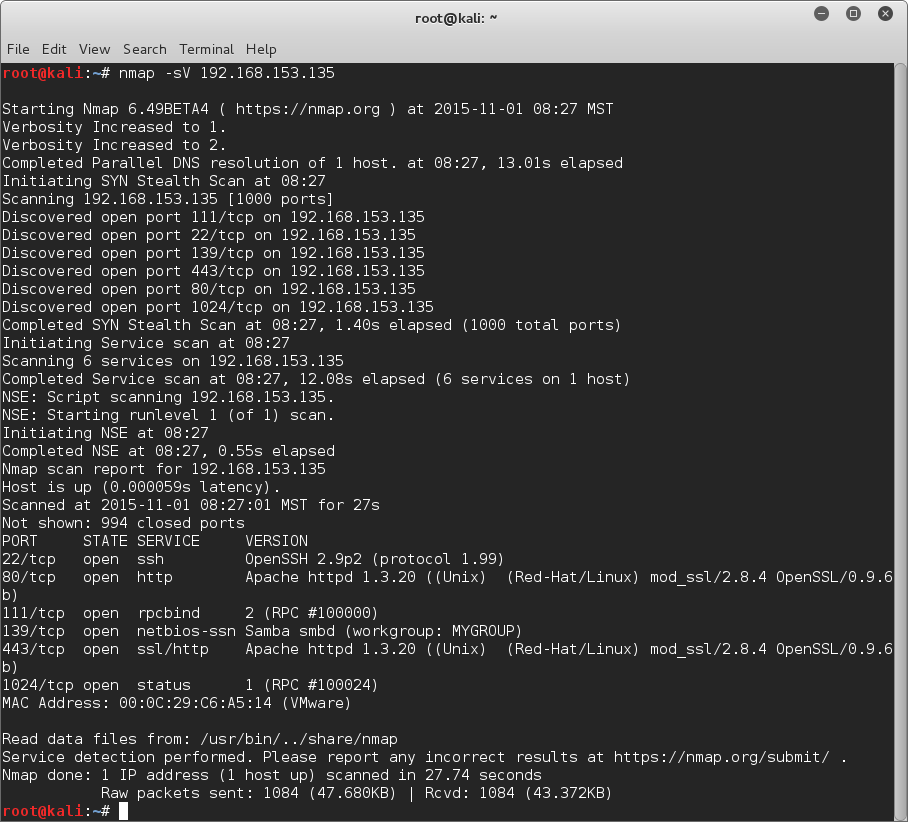 root@kali: ~
File Edit View Search Terminal Help
root@kali:~# nmap -sV 192.168.153.135
Starting Nmap 6.49BETA4 ( https://nmap.org ) at 2015-11-01 08:27 MST
Verbosity Increased to 1.
Verbosity Increased to 2.
Completed Parallel DNS resolution of 1 host. at 08:27, 13.01s elapsed
Initiating SYN Stealth Scan at 08:27
Scanning 192.168.153.135 [1000 ports]
Discovered open port 111/tcp on 192.168.153.135
Discovered open port 22/tcp on 192.168.153.135
Discovered open port 139/tcp on 192.168.153.135
Discovered open port 443/tcp on 192.168.153.135
Discovered open port 80/tcp on 192.168.153.135
Discovered open port 1024/tcp on 192.168.153.135
Completed SYN Stealth Scan at 08:27, 1.40s elapsed (1000 total ports)
Initiating Service scan at 08:27
Scanning 6 services on 192.168.153.135
Completed Service scan at 08:27, 12.08s elapsed (6 services on 1 host)
NSE: Script scanning 192.168.153.135.
NSE: Starting runlevel 1 (of 1) scan.
Initiating NSE at 08:27
Completed NSE at 08:27, 0.55s elapsed
Nmap scan report for 192.168.153.135
Host is up (0.000059s latency).
Scanned at 2015-11-01 08:27:01 MST for 27s
Not shown: 994 closed ports
PORT     STATE SERVICE     VERSION
22/tcp   open  ssh         OpenSSH 2.9p2 (protocol 1.99)
80/tcp   open  http        Apache httpd 1.3.20 ((Unix)  (Red-Hat/Linux) mod_ssl/2.8.4 OpenSSL/0.9.6
b)
111/tcp  open  rpcbind     2 (RPC #100000)
139/tcp  open  netbios-ssn Samba smbd (workgroup: MYGROUP)
443/tcp  open  ssl/http    Apache httpd 1.3.20 ((Unix)  (Red-Hat/Linux) mod_ssl/2.8.4 OpenSSL/0.9.6
b)
1024/tcp open  status      1 (RPC #100024)
MAC Address: 00:0C:29:C6:A5:14 (VMware)
Read data files from: /usr/bin/../share/nmap
Service detection performed. Please report any incorrect results at https://nmap.org/submit/ .
Nmap done: 1 IP address (1 host up) scanned in 27.74 seconds
           Raw packets sent: 1084 (47.680KB) | Rcvd: 1084 (43.372KB)
root@kali:~#